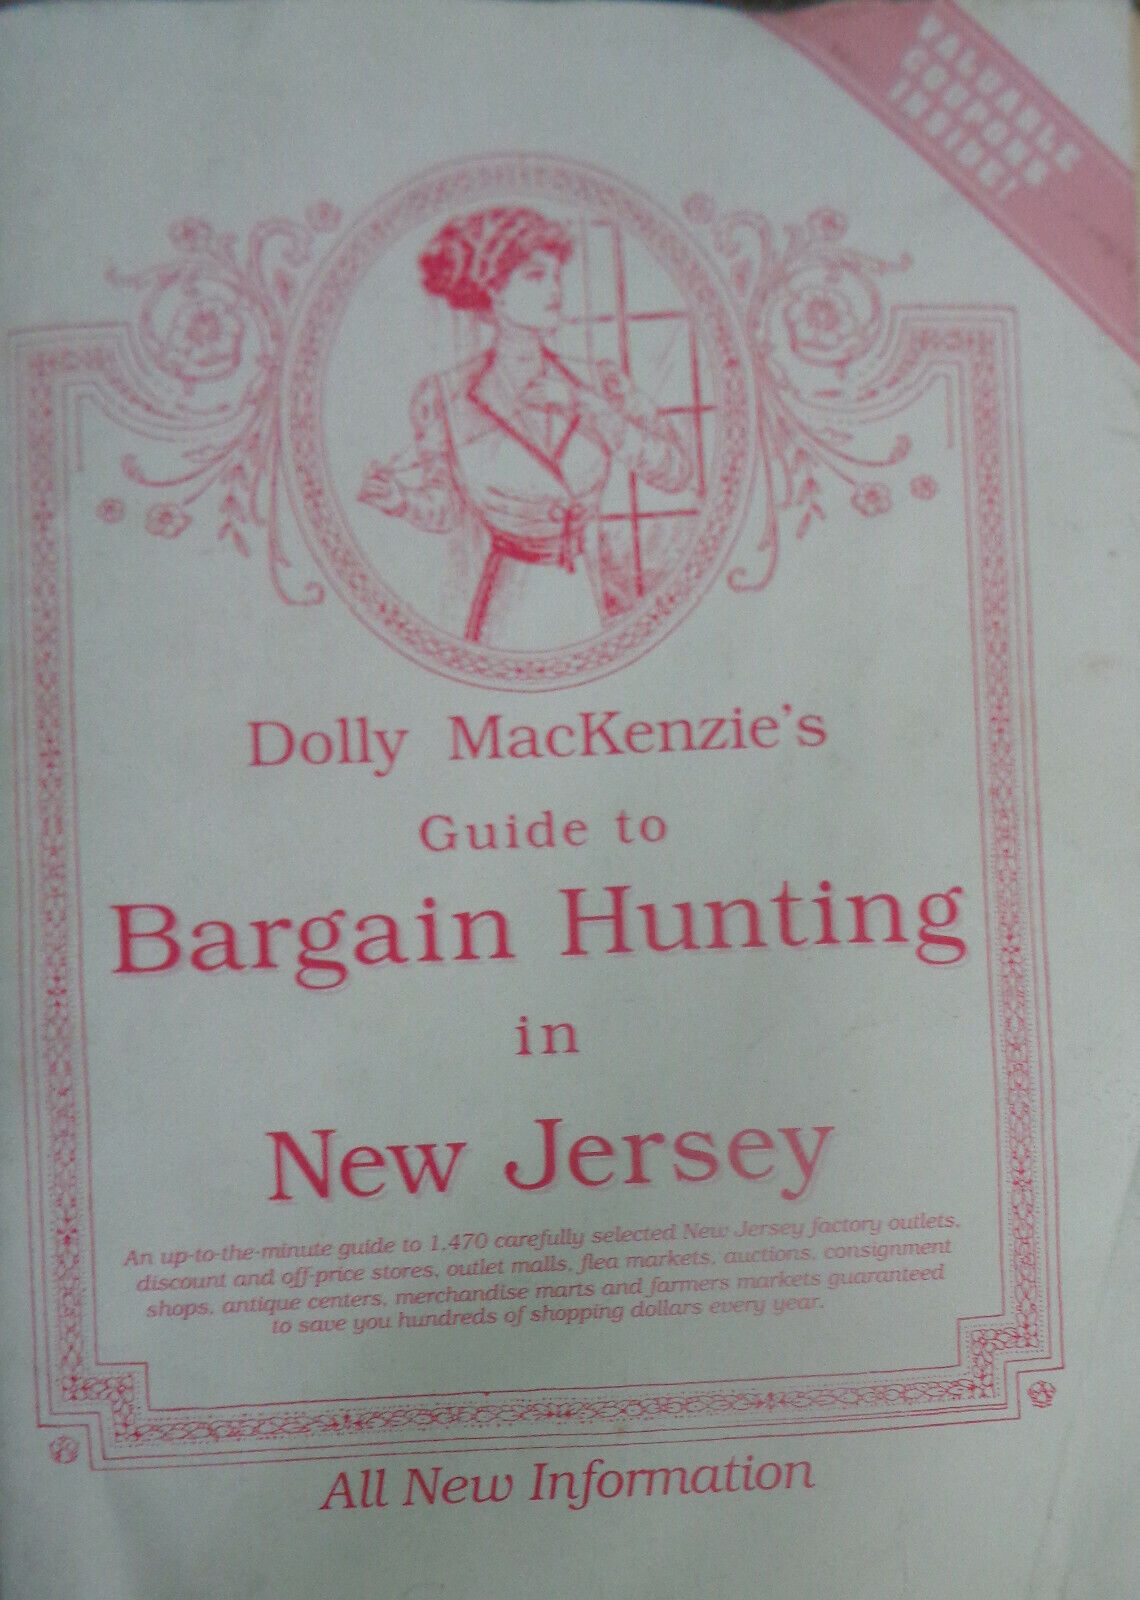 VALUABLE
COUPONS
INSIDE!
Dolly MacKenzie's
Guide to
Bargain Hunting
in
New Jersey
An up-to-the-minute guide to 1,470 carefully selected New Jersey factory outlets,
discount and off-price stores, outlet malls, flea markets, auctions, consignment
shops, antique centers, merchandise marts and farmers markets guaranteed
to save you hundreds of shopping dollars every year.
All New Information